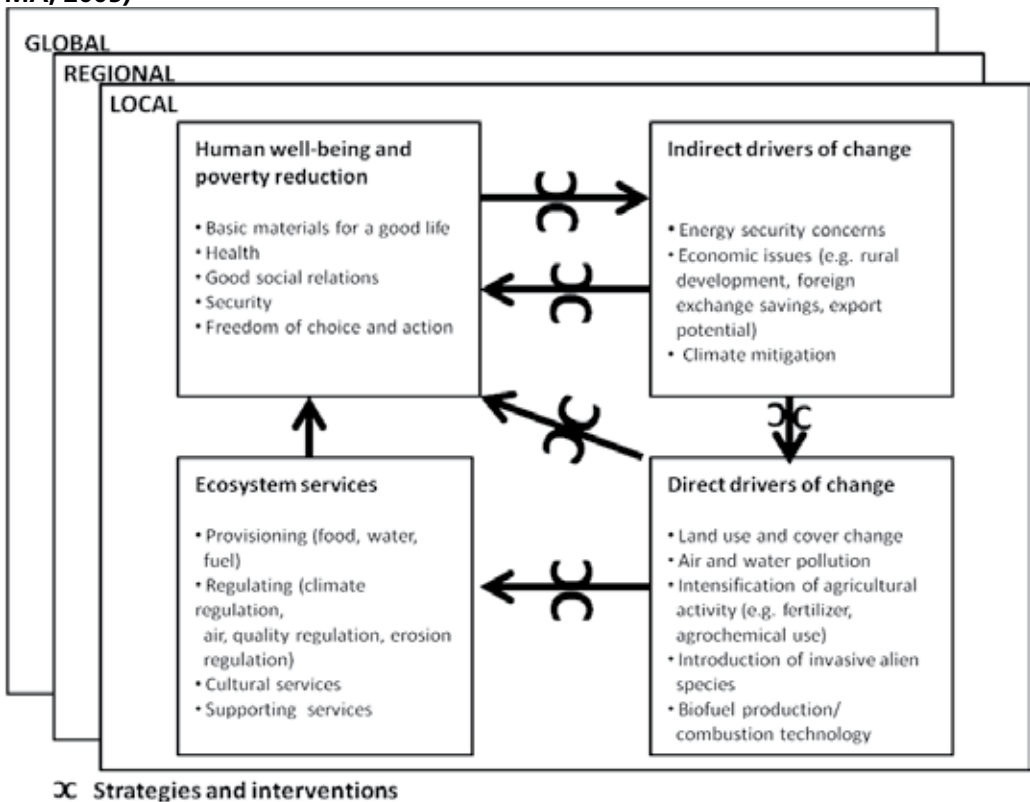 MA, 2005)
GLOBAL
REGIONAL
LOCAL
Human well-being and
poverty reduction
• Basic materials for a good life
• Health
• Good social relations
• Security
• Freedom of choice and action
Indirect drivers of change
• Energy security concerns
• Economic issues (e.g. rural
development, foreign
exchange savings, export
potential)
• Climate mitigation
Ecosystem services
• Provisioning (food, water,
fuel)
• Regulating (climate
regulation,
air, quality regulation, erosion
regulation)
• Cultural services
• Supporting services
Direct drivers of change
• Land use and cover change
• Air and water pollution
• Intensification of agricultural
activity (e.g. fertilizer,
agrochemical use)
• Introduction of invasive alien
species
• Biofuel production/
combustion technology
Strategies and interventions